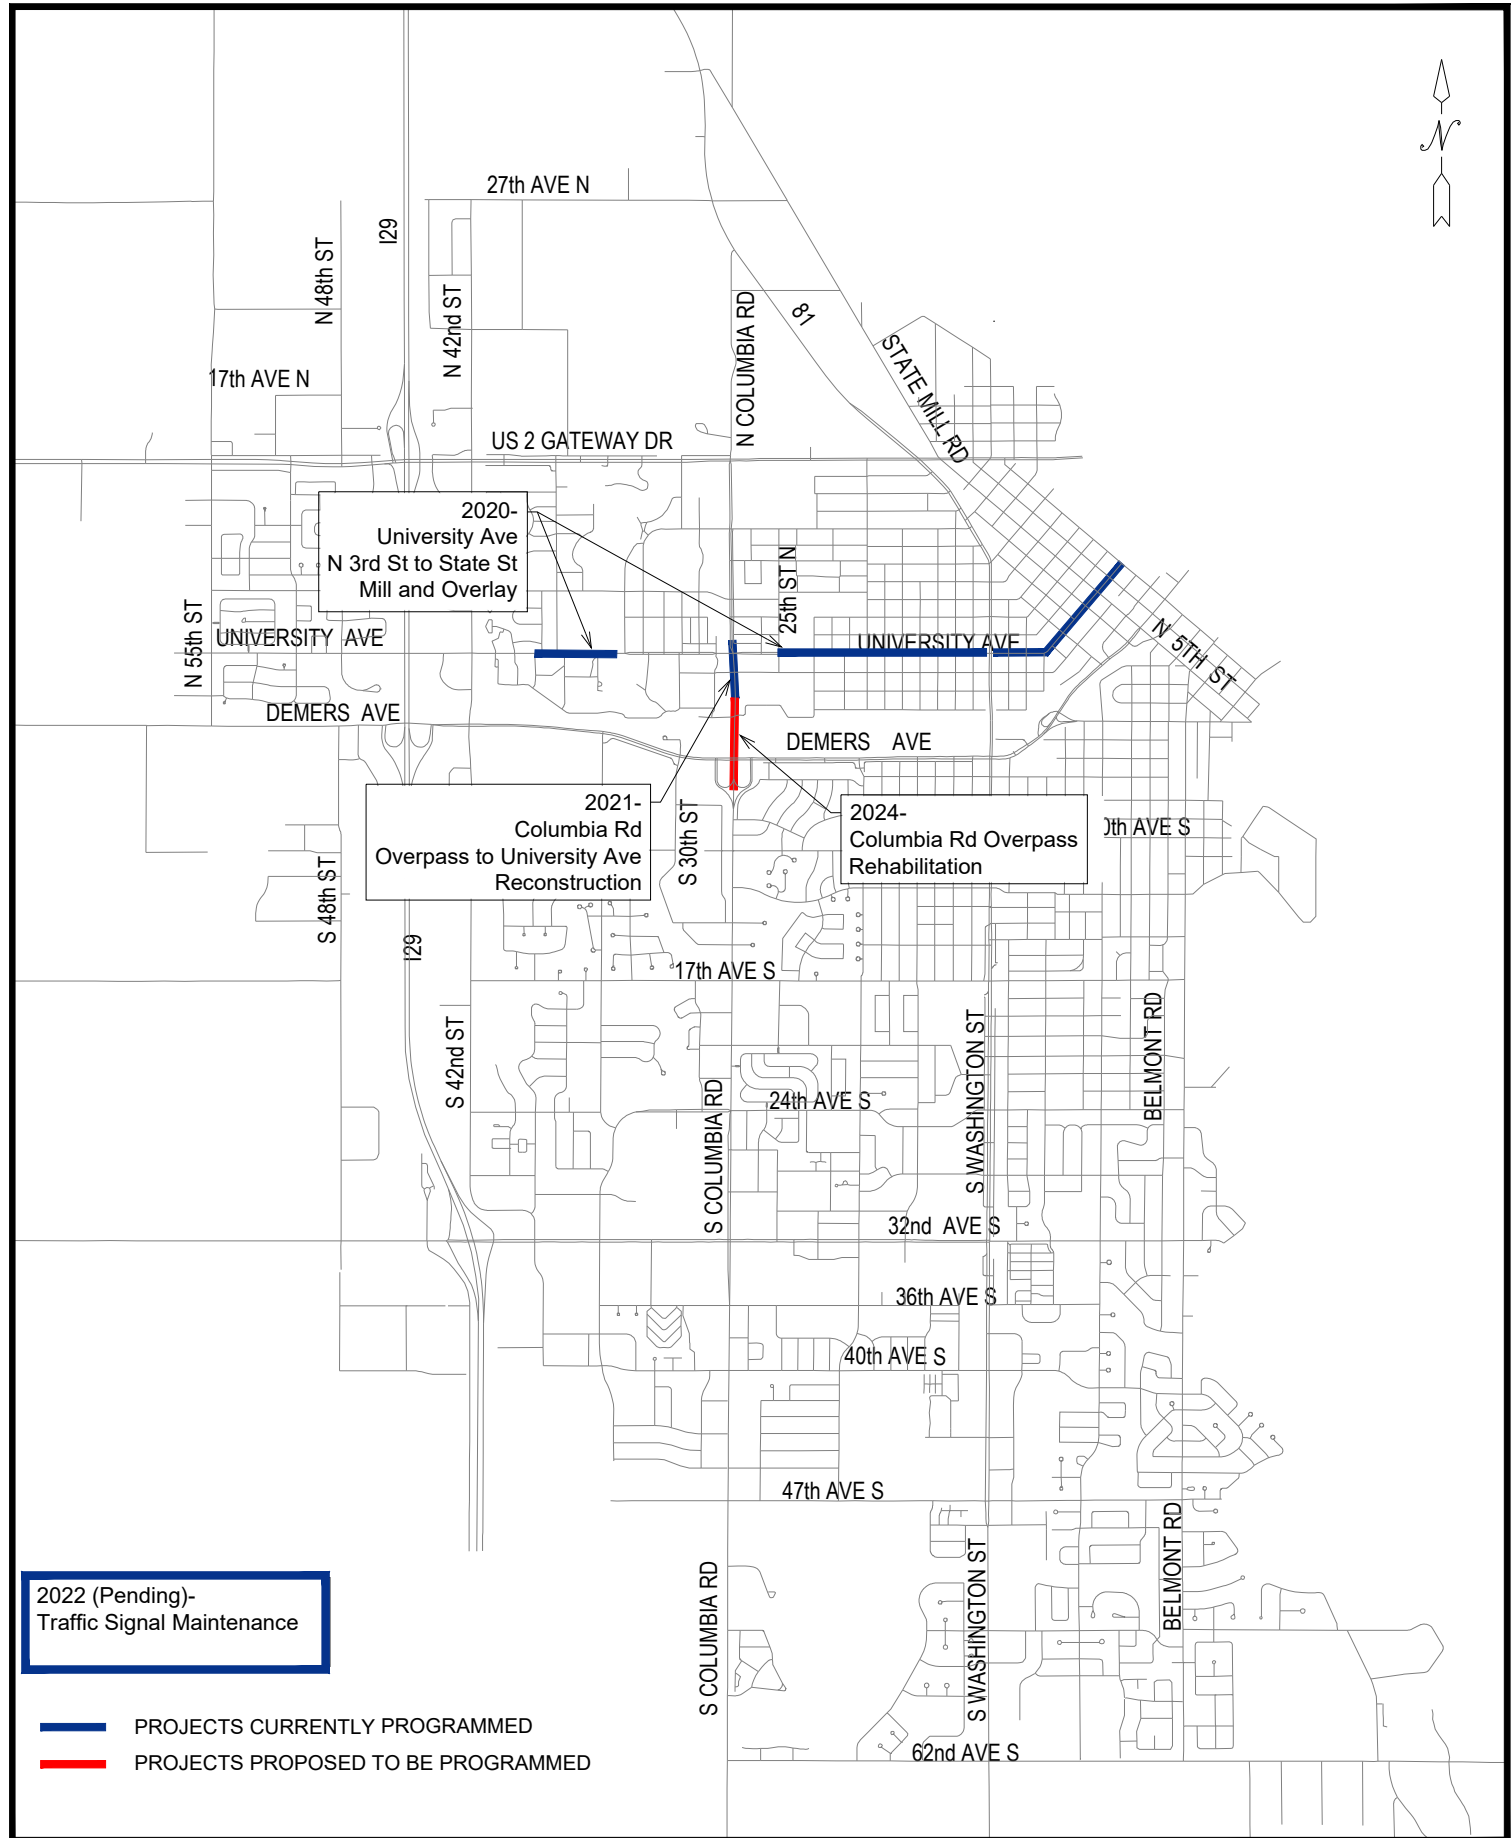 N
27th AVE N
I29
N 48th ST
N 42nd ST
N COLUMBIA RD
81
STATE MILL RD
17th AVE N
US 2 GATEWAY DR
2020-
University Ave
N 3rd St to State St
Mill and Overlay
25th ST N
N 55th ST
UNIVERSITY AVE
UNIVERSITY AVE
N 5TH ST
DEMERS AVE
DEMERS AVE
2021-
Columbia Rd
Overpass to University Ave
Reconstruction
S 30th ST
2024-
Columbia Rd Overpass
Rehabilitation
0th AVE S
S 48th ST
I29
17th AVE S
S 42nd ST
S WASHINGTON ST
BELMONT RD
24th AVE S
S COLUMBIA RD
32nd AVE S
36th AVE S
40th AVE S
47th AVE S
BELMONT RD
S WASHINGTON ST
S COLUMBIA RD
2022 (Pending)-
Traffic Signal Maintenance
PROJECTS CURRENTLY PROGRAMMED
PROJECTS PROPOSED TO BE PROGRAMMED
62nd AVE S